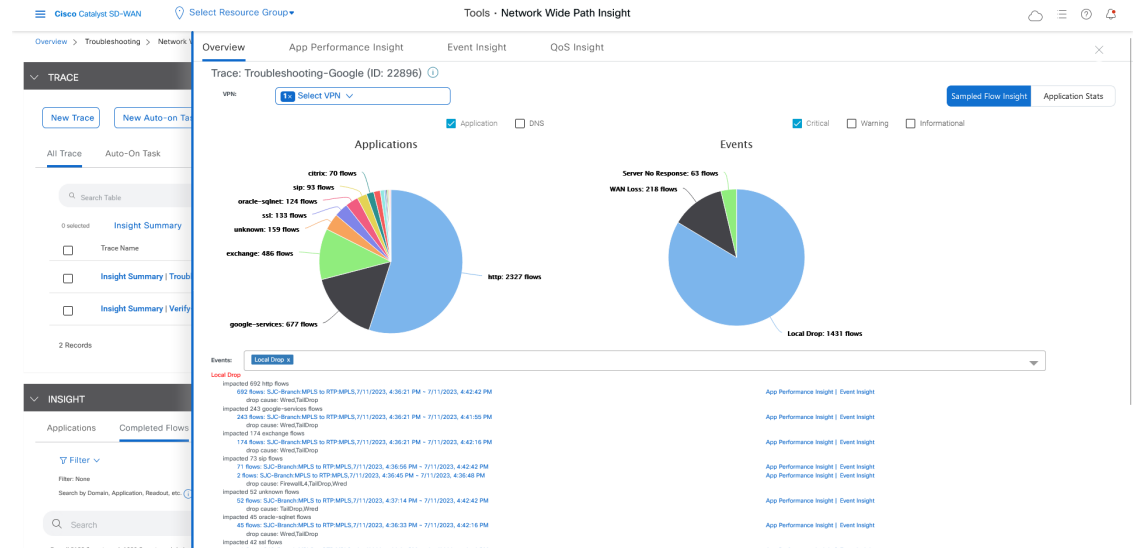 Cisco Catalyst SD-WAN
Select Resource Group
Tools · Network Wide Path Insight
Overview > Troubleshooting > Network
TRACE
New Trace
New Auto-on
All Trace
Auto-On Task
Search Table
0 selected
Insight Summary
Trace Name
Insight Summary | Troub
Insight Summary | Verify
2 Records
INSIGHT
Applications
Completed Flows
Filter
Filter: None
Search by Domain, Application, Readout, etc.
Search
Overview
App Performance Insight
Event Insight
QoS Insight
Trace: Troubleshooting-Google (ID: 22896)
VPN:
1× Select VPN
Sampled Flow Insight
Application Stats
Application
DNS
Critical
Warning
Informational
Applications
citrix: 70 flows
sip: 93 flows
oracle-sqlnet: 124 flows
ssl: 133 flows
unknown: 159 flows
exchange: 486 flows
google-services: 677 flows
http: 2327 flows
Events
Server No Response: 63 flows
WAN Loss: 218 flows
Local Drop: 1431 flows
Events:
Local Drop x
Local Drop
impacted 692 http flows
692 flows: SJC-Branch:MPLS to RTP:MPLS,7/11/2023, 4:36:21 PM ~ 7/11/2023, 4:42:42 PM App Performance Insight | Event Insight
drop cause: Wred,TailDrop
impacted 243 google-services flows
243 flows: SJC-Branch:MPLS to RTP:MPLS,7/11/2023, 4:36:21 PM ~ 7/11/2023, 4:41:55 PM App Performance Insight | Event Insight
drop cause: Wred,TailDrop
impacted 174 exchange flows
174 flows: SJC-Branch:MPLS to RTP:MPLS,7/11/2023, 4:36:21 PM ~ 7/11/2023, 4:42:16 PM App Performance Insight | Event Insight
drop cause: Wred,TailDrop
impacted 73 sip flows
71 flows: SJC-Branch:MPLS to RTP:MPLS,7/11/2023, 4:36:56 PM ~ 7/11/2023, 4:42:42 PM App Performance Insight | Event Insight
2 flows: SJC-Branch:MPLS to RTP:MPLS,7/11/2023, 4:36:45 PM ~ 7/11/2023, 4:36:48 PM App Performance Insight | Event Insight
drop cause: FirewallL4,TailDrop,Wred
impacted 52 unknown flows
52 flows: SJC-Branch:MPLS to RTP:MPLS,7/11/2023, 4:37:14 PM ~ 7/11/2023, 4:42:42 PM App Performance Insight | Event Insight
drop cause: TailDrop,Wred
impacted 45 oracle-sqlnet flows
45 flows: SJC-Branch:MPLS to RTP:MPLS,7/11/2023, 4:36:33 PM ~ 7/11/2023, 4:42:16 PM App Performance Insight | Event Insight
drop cause: Wred,TailDrop
impacted 42 ssl flows